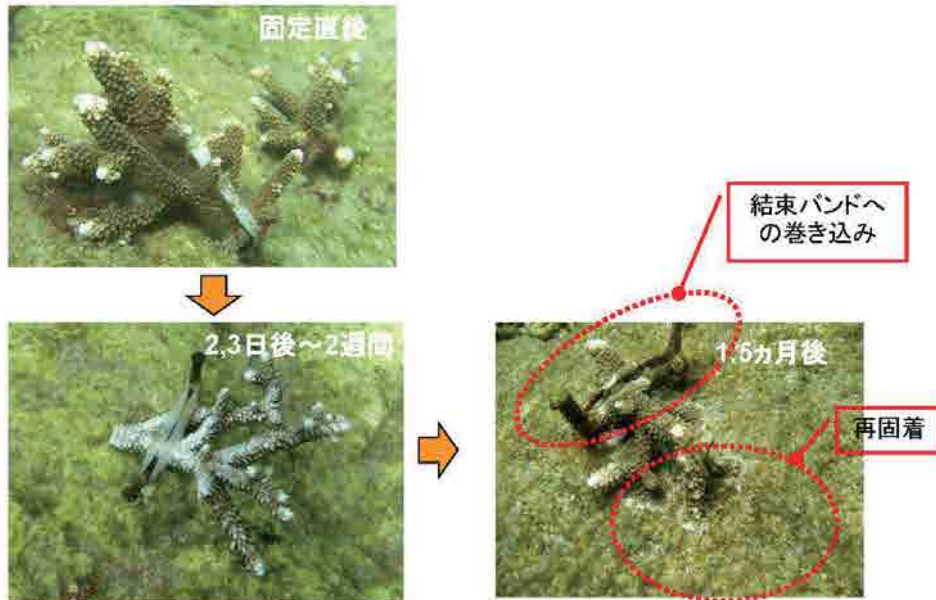 固定直後
結束バンドへ
の巻き込み
2,3日後～2週間
1.5ヵ月後
再固着